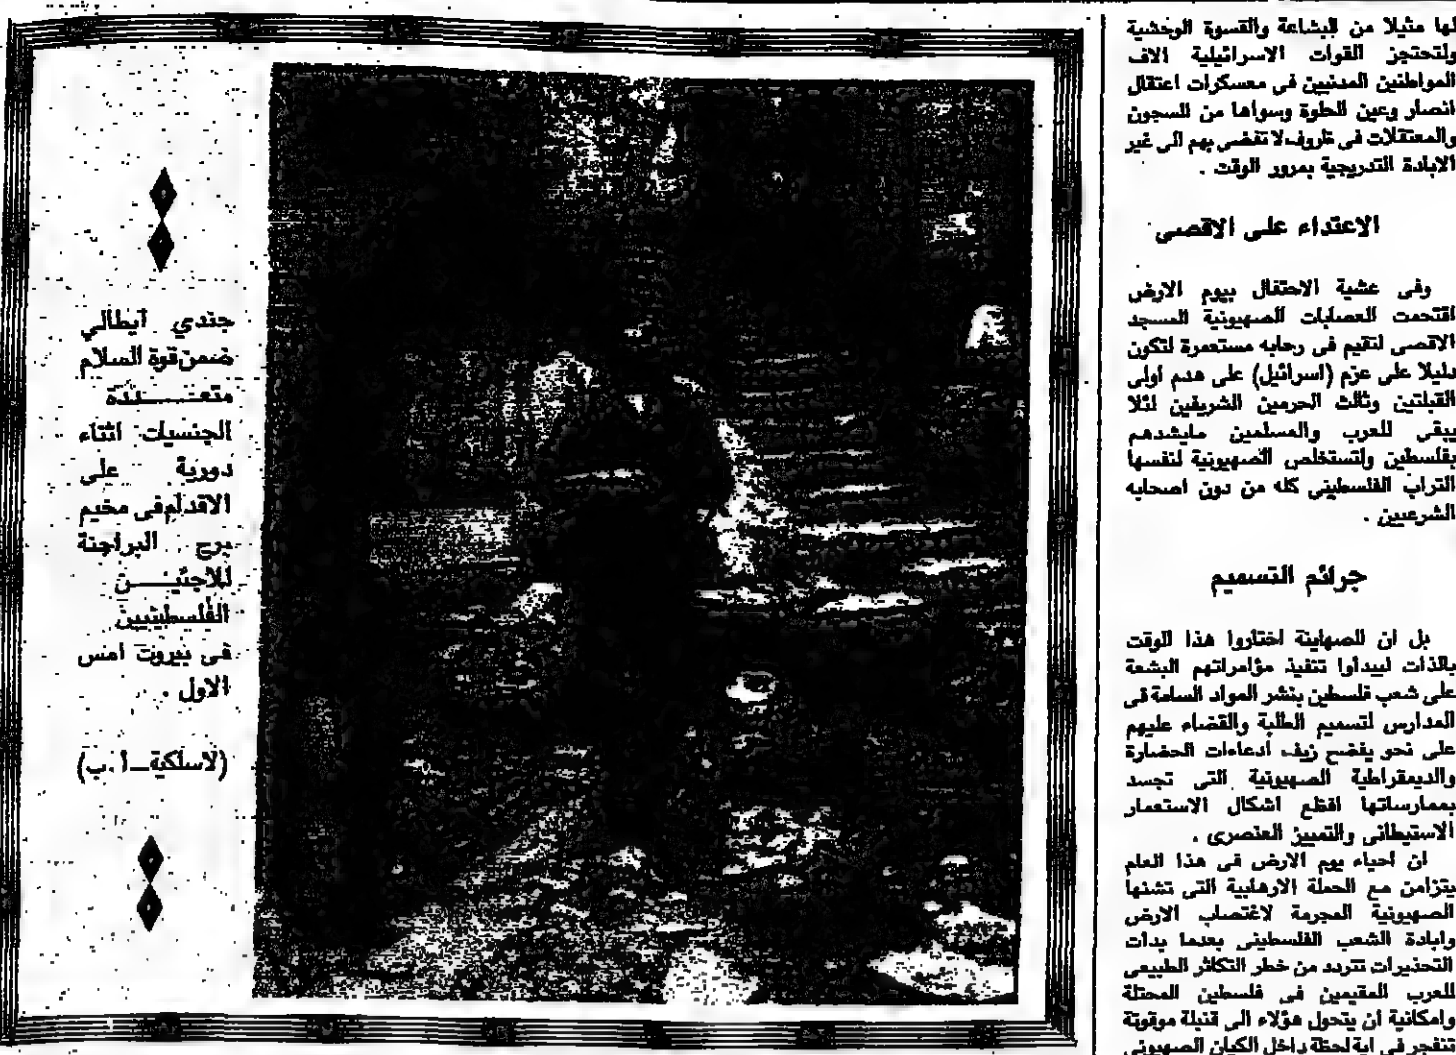 لها مثيلا من البشاعة والقسوة الوحشية
ولتحتجز القوات الاسرائيلية الاف
المواطنين المدنيين فى معسكرات اعتقال
انصار وعين الحلوة وسواها من السجون
والمعتقلات فى ظروف لا تفضى بهم الى غير
الابادة التدريجية بمرور الوقت .
الاعتداء على الاقصى
وفى عشية الاحتفال بيوم الارض
اقتحمت العصابات الصهيونية المسجد
الاقصى لتقيم فى رحابه مستعمرة لتكون
دليلا على عزم (اسرائيل) على هدم اولى
القبلتين وثالث الحرمين الشريفين لئلا
يبقى للعرب والمسلمين مايشدهم
بفلسطين ولتستخلص الصهيونية لنفسها
التراب الفلسطينى كله من دون اصحابه
الشرعيين .
جرائم التسميم
بل ان الصهاينة اختاروا هذا الوقت
بالذات ليبدأوا تنفيذ مؤامراتهم البشعة
على شعب فلسطين بنشر المواد السامة فى
المدارس لتسميم الطلبة والقضاء عليهم
على نحو يفضح زيف ادعاءات الحضارة
والديمقراطية الصهيونية التى تجسد
بممارساتها افظع اشكال الاستعمار
الاستيطانى والتمييز العنصرى .
ان احياء يوم الارض فى هذا العام
يتزامن مع الحملة الارهابية التى تشنها
الصهيونية المجرمة لاغتصاب الارض
وابادة الشعب الفلسطينى بعدما بدأت
التحذيرات تتردد من خطر التكاثر الطبيعى
للعرب المقيمين فى فلسطين المحتلة
وامكانية ان يتحول هؤلاء الى قنبلة موقوتة
تنفجر فى اية لحظة داخل الكيان الصهيونى
جندي ايطالي
ضمن قوة السلام
متعـــددة
الجنسيات اثناء
دورية على
الاقدام فى مخيم
برج البراجنة
للاجئيـــن
الفلسطينيين
فى بيروت امس
الاول .
(لاسلكية ـ أ.ب)